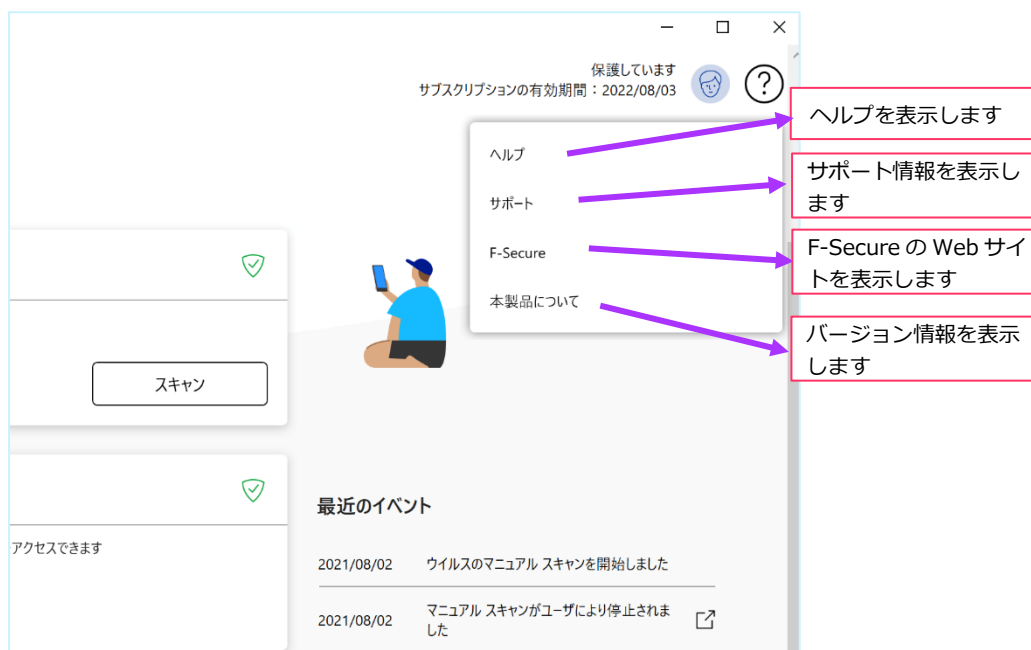 保護しています
サブスクリプションの有効期間：2022/08/03
?
ヘルプ
サポート
F-Secure
本製品について
ヘルプを表示します
サポート情報を表示し
ます
F-Secure の Web サイ
トを表示します
バージョン情報を表示
します
スキャン
アクセスできます
最近のイベント
2021/08/02 ウイルスのマニュアル スキャンを開始しました
2021/08/02 マニュアル スキャンがユーザにより停止されま
した